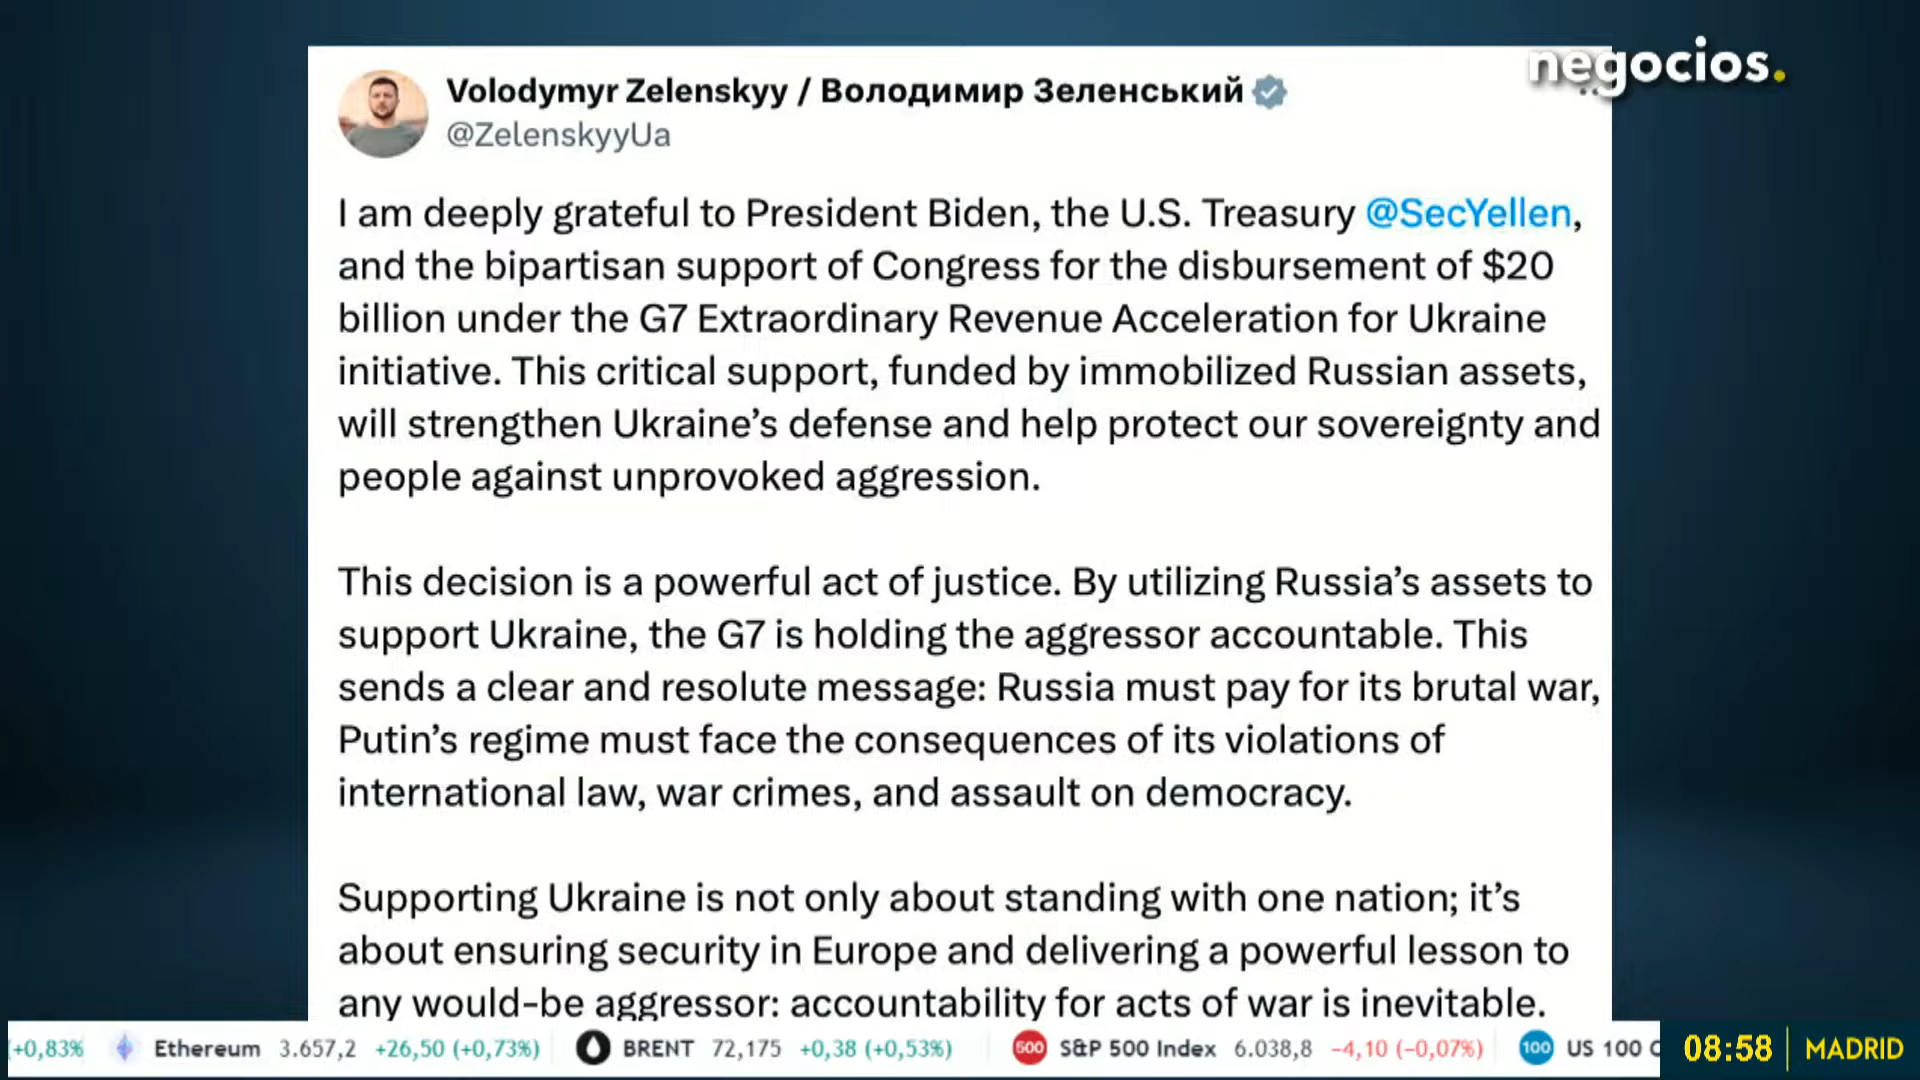 negocios.
Volodymyr Zelenskyy / Володимир Зеленський
@ZelenskyyUa
I am deeply grateful to President Biden, the U.S. Treasury @SecYellen,
and the bipartisan support of Congress for the disbursement of $20
billion under the G7 Extraordinary Revenue Acceleration for Ukraine
initiative. This critical support, funded by immobilized Russian assets,
will strengthen Ukraine’s defense and help protect our sovereignty and
people against unprovoked aggression.
This decision is a powerful act of justice. By utilizing Russia’s assets to
support Ukraine, the G7 is holding the aggressor accountable. This
sends a clear and resolute message: Russia must pay for its brutal war,
Putin’s regime must face the consequences of its violations of
international law, war crimes, and assault on democracy.
Supporting Ukraine is not only about standing with one nation; it’s
about ensuring security in Europe and delivering a powerful lesson to
any would-be aggressor: accountability for acts of war is inevitable.
(+0,83% Ethereum 3.657,2 +26,50 (+0,73%) BRENT 72,175 +0,38 (+0,53%) 500 S&P 500 Index 6.038,8 −4,10 (−0,07%) 100 US 100 08:58 MADRID